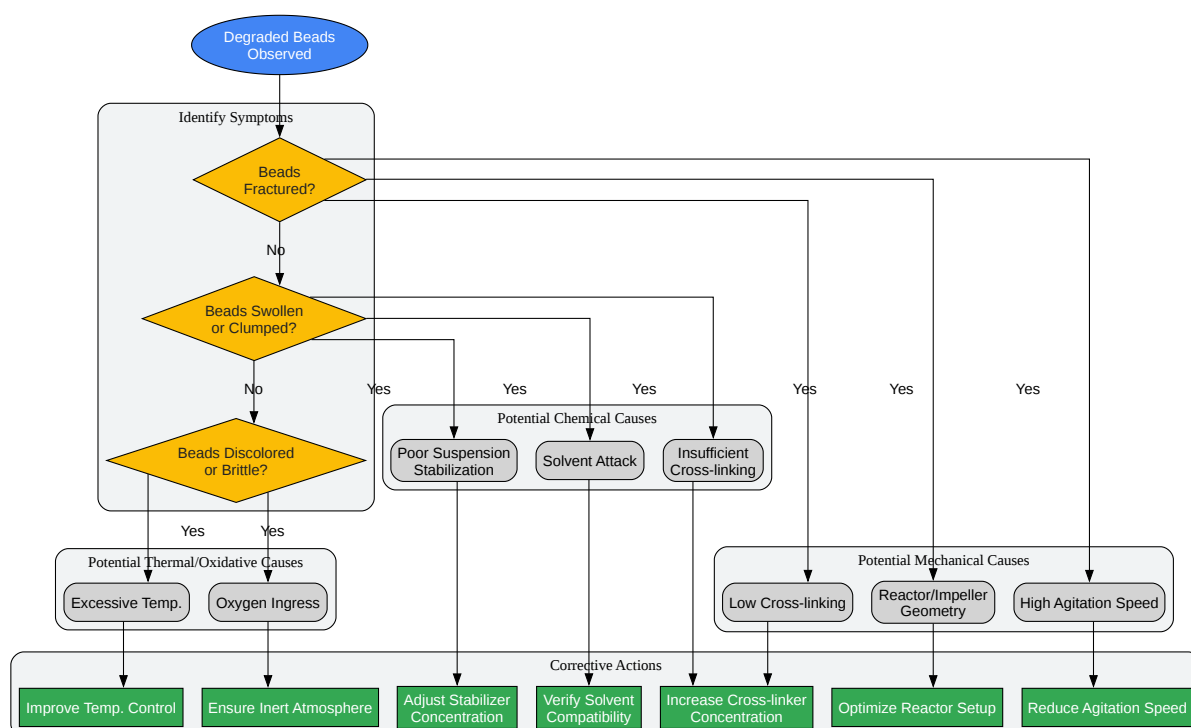 Degraded Beads
Observed
Identify Symptoms
Beads
Fractured?
No
Beads Swollen
or Clumped?
No
Yes
Yes
Yes
Yes
Yes
Yes
Potential Chemical Causes
Poor Suspension
Stabilization
Solvent Attack
Insufficient
Cross-linking
Beads Discolored
or Brittle?
Yes
Yes
Potential Thermal/Oxidative Causes
Excessive Temp.
Oxygen Ingress
Potential Mechanical Causes
Low Cross-linking
Reactor/Impeller
Geometry
High Agitation Speed
Corrective Actions
Improve Temp. Control
Ensure Inert Atmosphere
Adjust Stabilizer
Concentration
Verify Solvent
Compatibility
Increase Cross-linker
Concentration
Optimize Reactor Setup
Reduce Agitation Speed